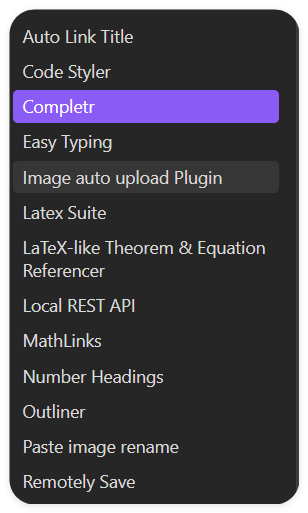 Auto Link Title
Code Styler
Completr
Easy Typing
Image auto upload Plugin
Latex Suite
LaTeX-like Theorem & Equation
Referencer
Local REST API
MathLinks
Number Headings
Outliner
Paste image rename
Remotely Save